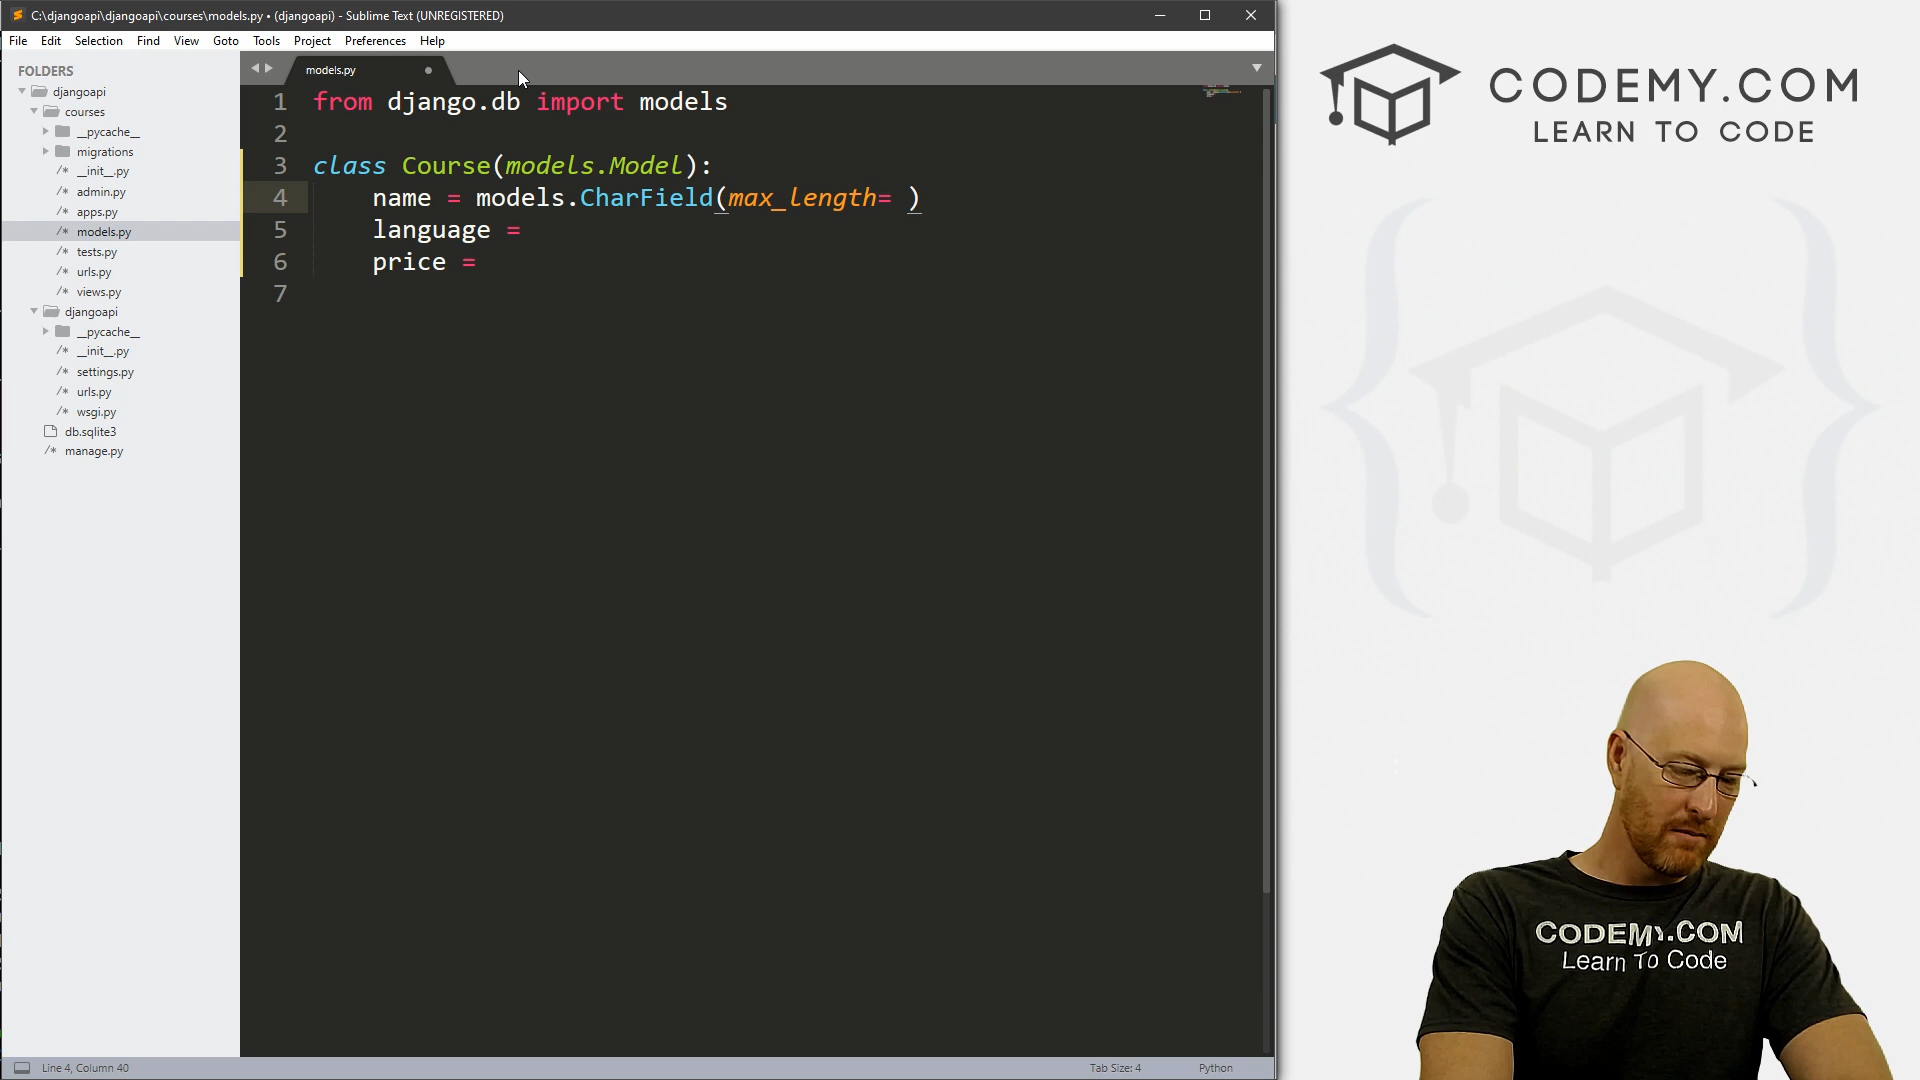 C:\djangoapi\djangoapi\courses\models.py • (djangoapi) - Sublime Text (UNREGISTERED)
File Edit Selection Find View Goto Tools Project Preferences Help
FOLDERS
djangoapi
courses
__pycache__
migrations
/* __init__.py
/* admin.py
/* apps.py
/* models.py
/* tests.py
/* urls.py
/* views.py
djangoapi
__pycache__
/* __init__.py
/* settings.py
/* urls.py
/* wsgi.py
db.sqlite3
/* manage.py
models.py
1 from django.db import models
2
3 class Course(models.Model):
4 name = models.CharField(max_length= )
5 language =
6 price =
7
Line 4, Column 40
Tab Size: 4
Python
CODEMY.COM
LEARN TO CODE
CODEMY.COM
Learn To Code